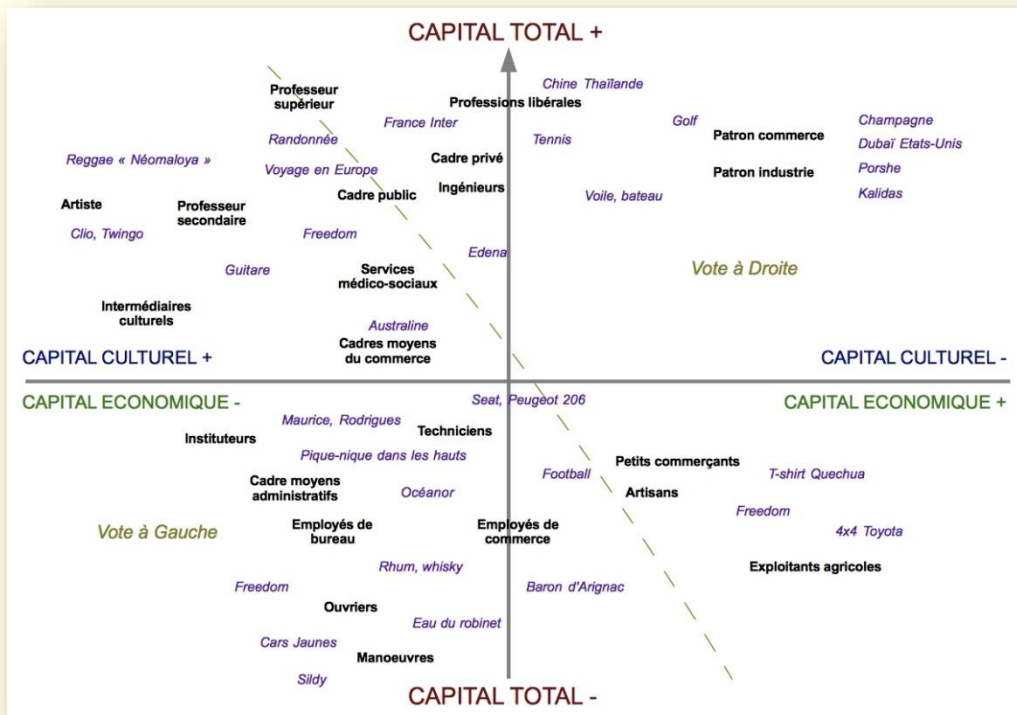 CAPITAL TOTAL +
Chine Thaïlande
Professeur
supérieur
Professions libérales
France Inter
Golf
Champagne
Randonnée
Tennis
Patron commerce
Dubaï Etats-Unis
Reggae « Néomaloya »
Cadre privé
Voyage en Europe
Patron industrie
Porshe
Cadre public
Ingénieurs
Voile, bateau
Kalidas
Artiste
Professeur
secondaire
Clio, Twingo
Freedom
Edena
Guitare
Services
médico-sociaux
Vote à Droite
Intermédiaires
culturels
Australine
Cadres moyens
du commerce
CAPITAL CULTUREL +
CAPITAL CULTUREL -
CAPITAL ECONOMIQUE -
Seat, Peugeot 206
CAPITAL ECONOMIQUE +
Maurice, Rodrigues
Instituteurs
Techniciens
Pique-nique dans les hauts
Petits commerçants
Football
T-shirt Quechua
Cadre moyens
administratifs
Océanor
Artisans
Freedom
Vote à Gauche
Employés de
bureau
Employés de
commerce
4x4 Toyota
Rhum, whisky
Exploitants agricoles
Freedom
Baron d'Arignac
Ouvriers
Eau du robinet
Cars Jaunes
Manoeuvres
Sildy
CAPITAL TOTAL -